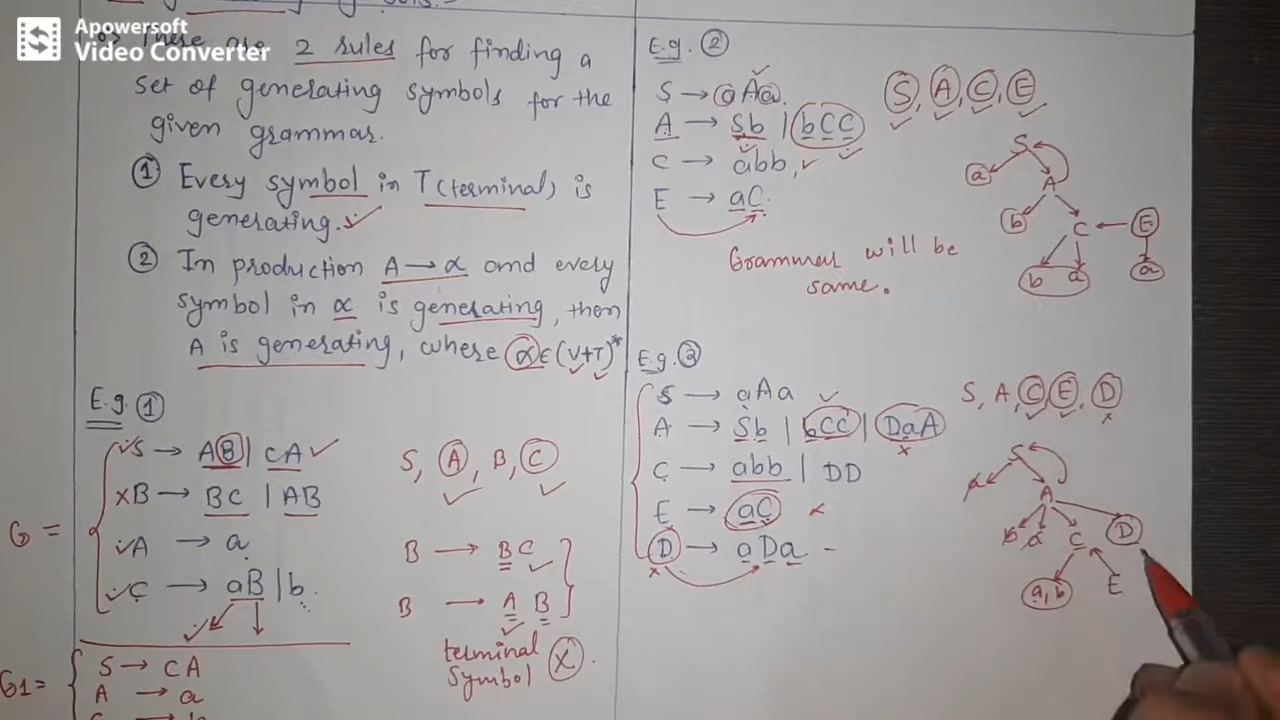 Apowersoft
Video Converter
There are 2 rules for finding a
set of generating symbols for the
given grammar.
① Every symbol in T (terminal) is
generating.
② In production A → α and every
symbol in α is generating, then
A is generating, where α ∈ (V+T)*
E.g. ①
G =
S → AB | CA
B → BC | AB
A → a
C → aB | b.
S, A, B, C
B → BC
B → A B
terminal
symbol X.
G1 =
S → CA
A → a
E.g. ②
S → aAa.
A → Sb | bCC
C → abb,
E → aC.
S, A, C, E
S
a
A
b
C
E
b a
a
Grammar will be
same.
E.g. ③
S → aAa
A → Sb | bCC | DaA
C → abb | DD
E → aC
D → aDa
S, A, C, E, D
S
a
A
b a C D
a, b
E